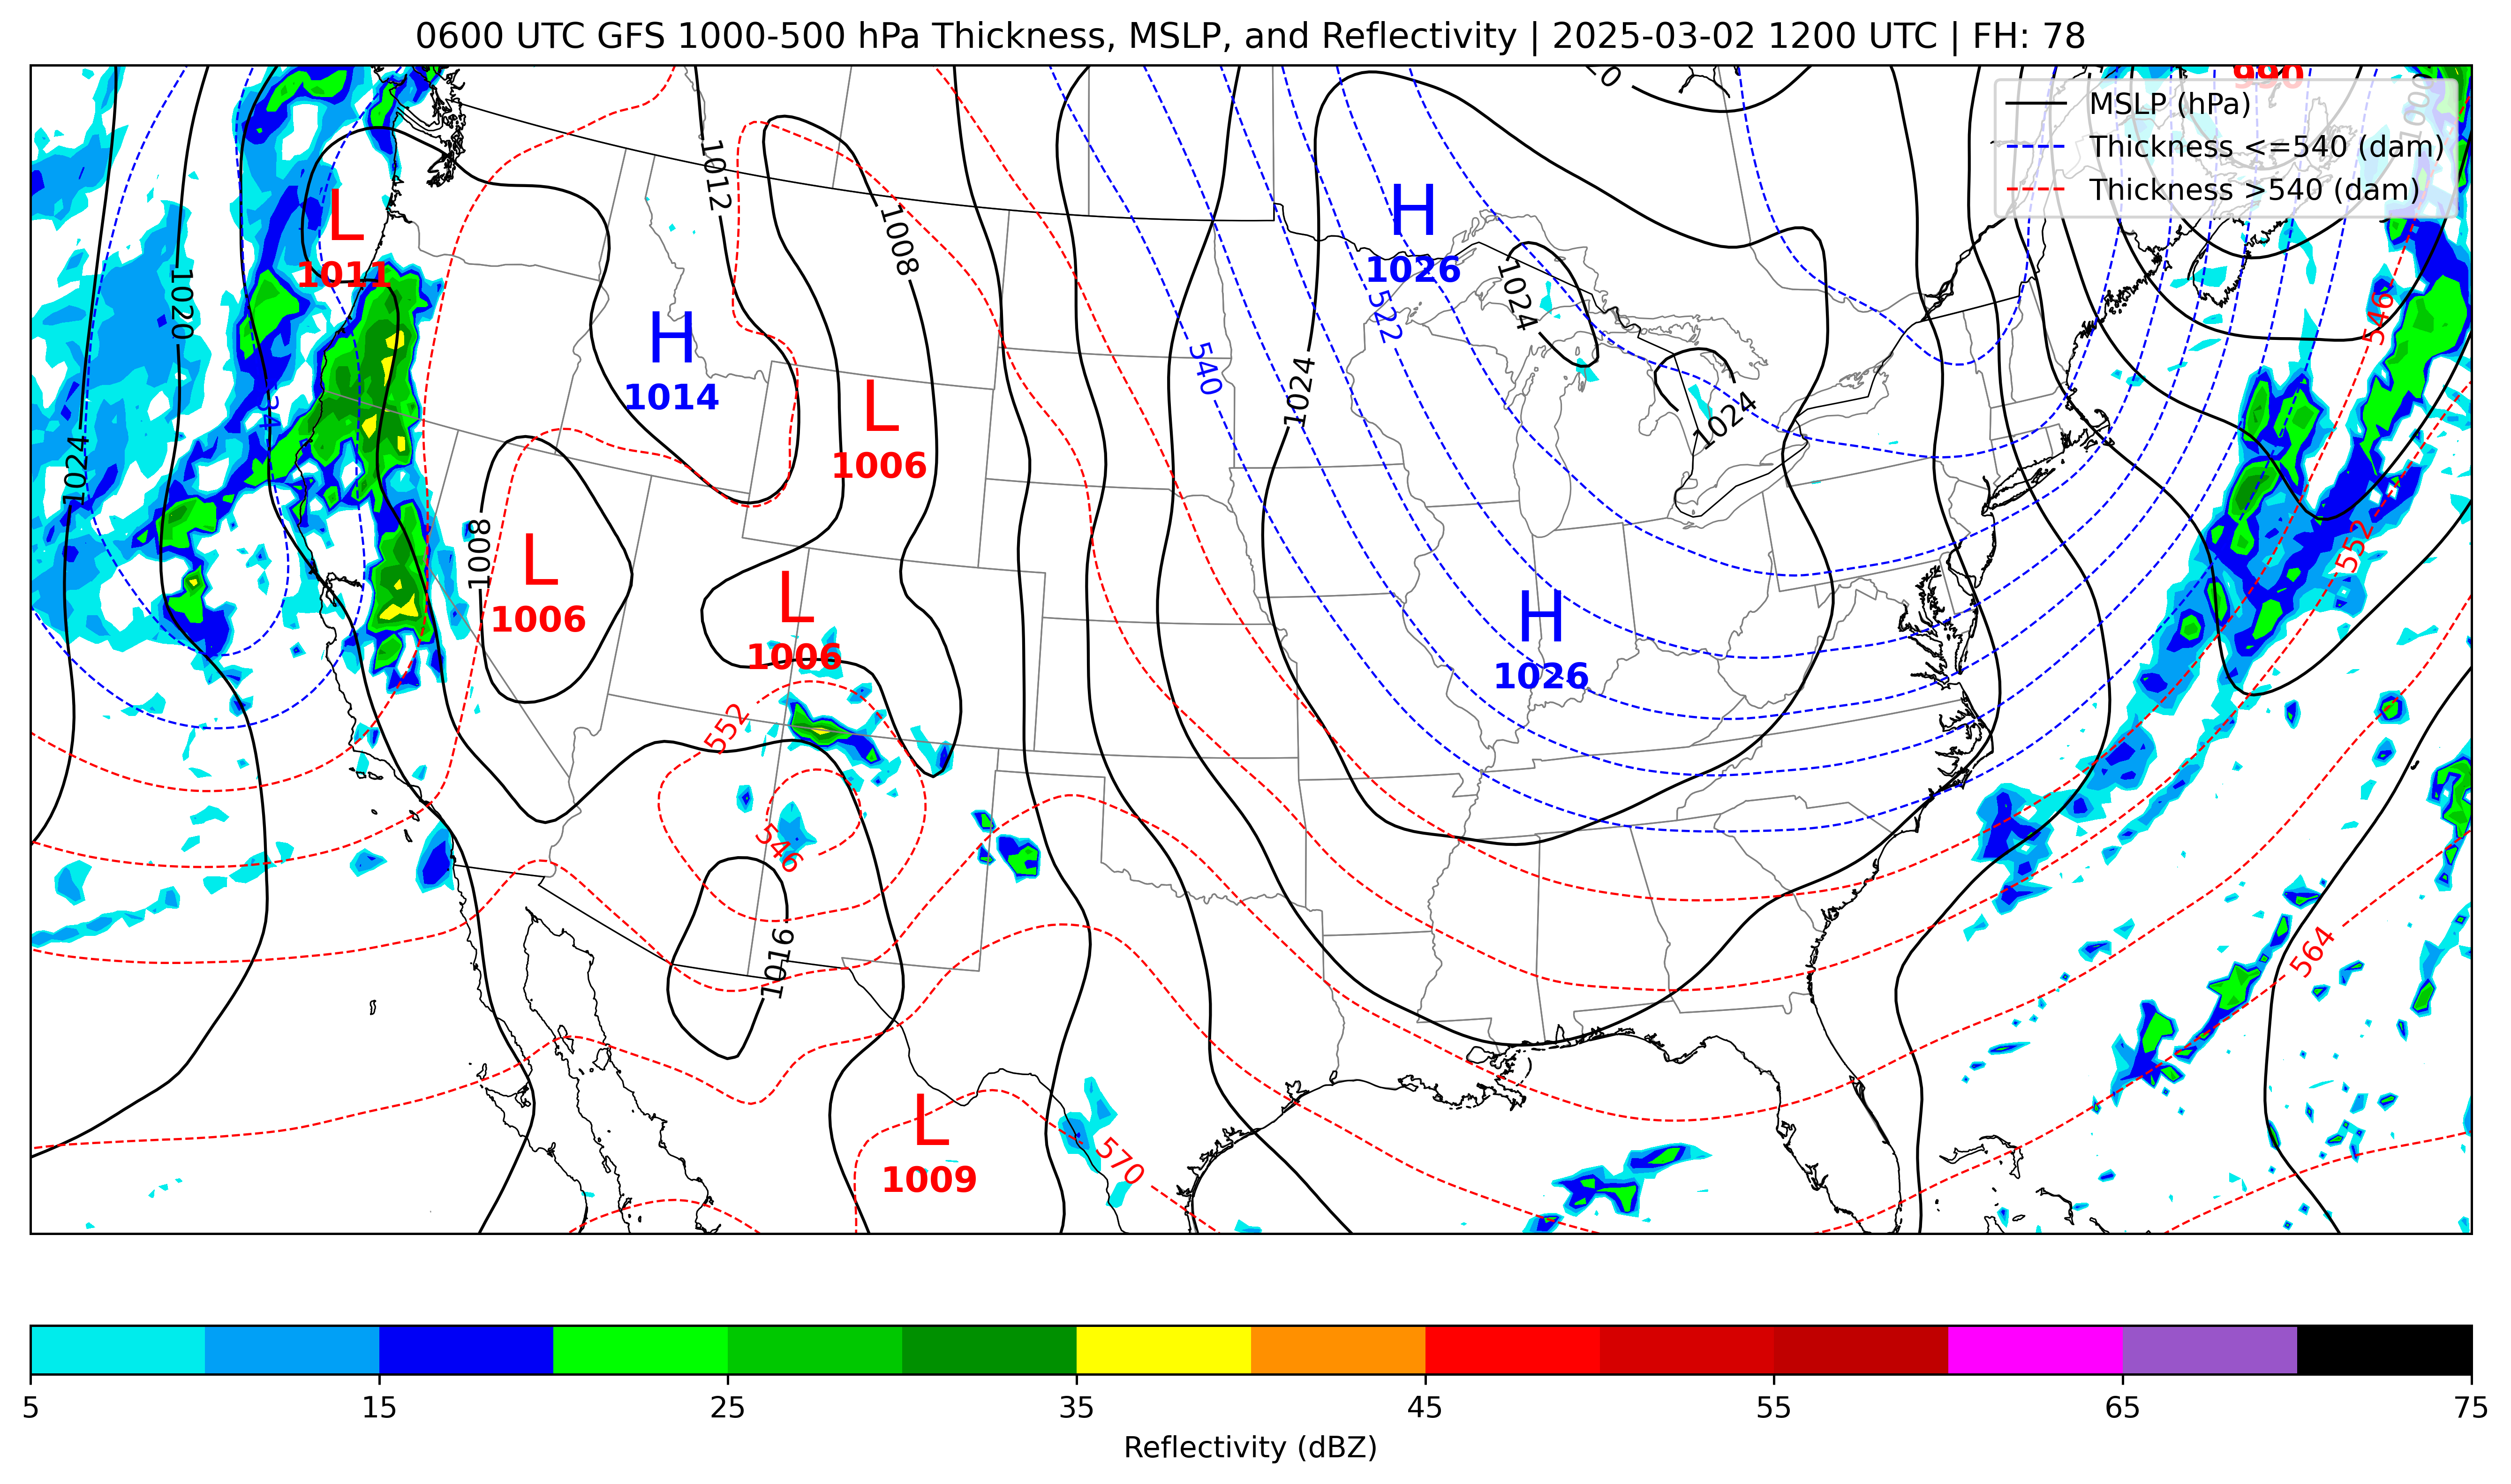 0600 UTC GFS 1000-500 hPa Thickness, MSLP, and Reflectivity | 2025-03-02 1200 UTC | FH: 78
990
1000
MSLP (hPa)
Thickness <=540 (dam)
Thickness >540 (dam)
1012
1008
L
1011
H
1026
1020
1024
522
546
H
1014
540
1024
L
1006
1024
1024
1008
L
1006
552
L
1006
H
1026
552
546
1016
564
L
1009
570
5 15 25 35 45 55 65 75
Reflectivity (dBZ)